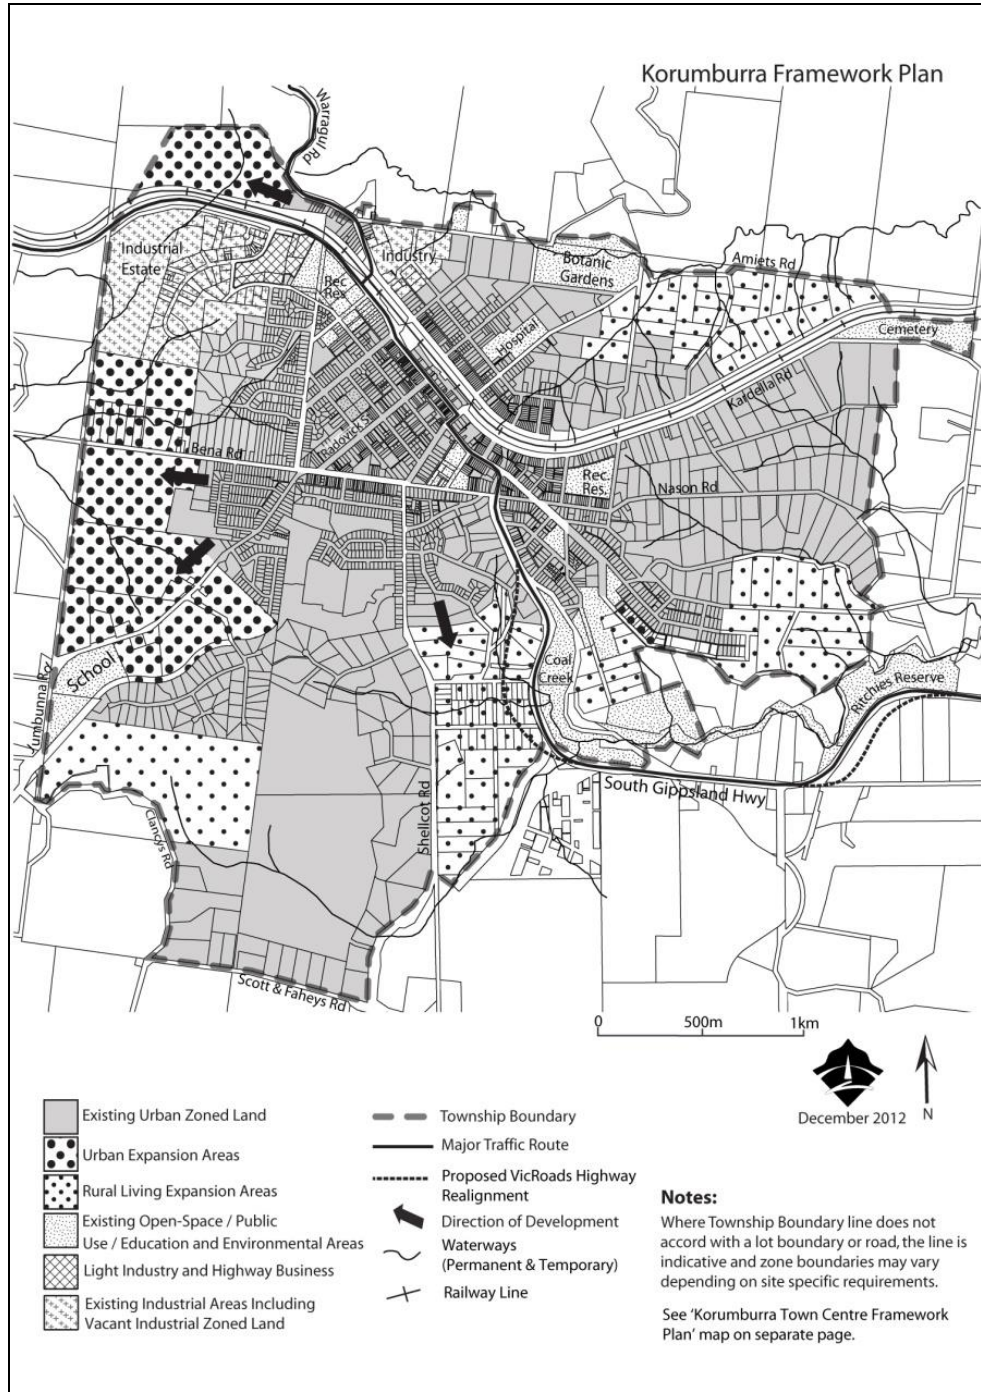 Korumburra Framework Plan
Warragul Rd
Industrial
Estate
Industry
Rec
Res
Botanic
Gardens
Amiets Rd
Hospital
Cemetery
Kardella Rd
Radovick S
Bena Rd
Rec.
Res.
Nason Rd
School
Jumbunna Rd
Coal
Creek
Ritchies Reserve
South Gippsland Hwy
Shellcot Rd
Clancys Rd
Scott & Faheys Rd
0 500m 1km
December 2012
N
Existing Urban Zoned Land
Urban Expansion Areas
Rural Living Expansion Areas
Existing Open-Space / Public
Use / Education and Environmental Areas
Light Industry and Highway Business
Existing Industrial Areas Including
Vacant Industrial Zoned Land
Township Boundary
Major Traffic Route
Proposed VicRoads Highway
Realignment
Direction of Development
Waterways
(Permanent & Temporary)
Railway Line
Notes:
Where Township Boundary line does not
accord with a lot boundary or road, the line is
indicative and zone boundaries may vary
depending on site specific requirements.
See 'Korumburra Town Centre Framework
Plan' map on separate page.